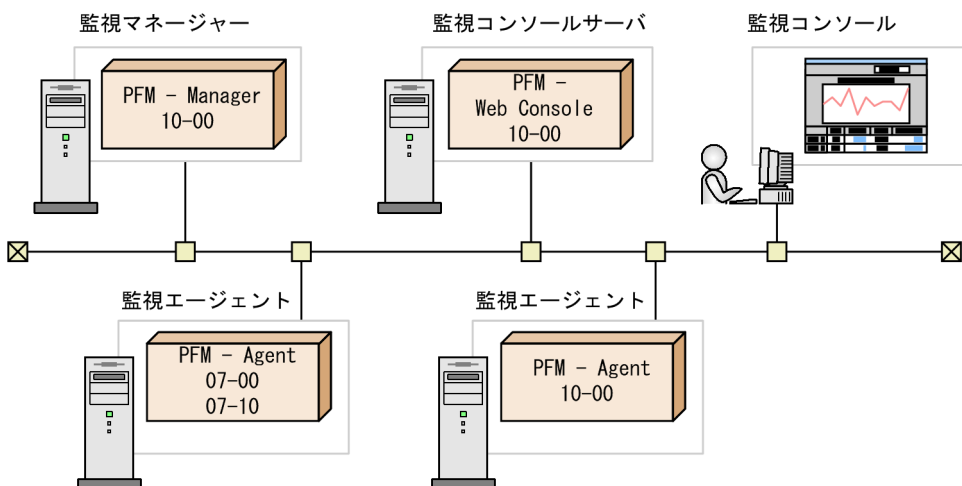 監視マネージャー
監視コンソールサーバ
監視コンソール
PFM − Manager
10-00
PFM −
Web Console
10-00
監視エージェント
監視エージェント
PFM − Agent
07-00
07-10
PFM − Agent
10-00